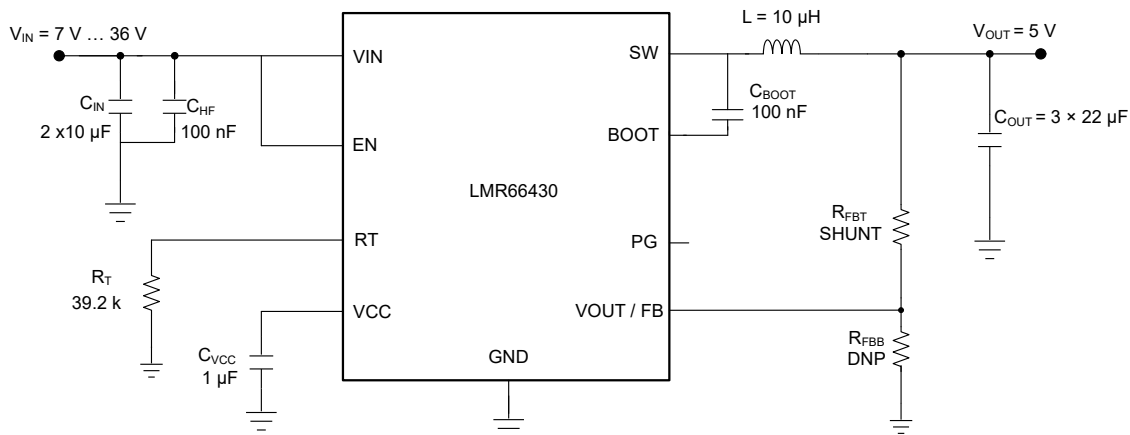 V_IN = 7 V … 36 V
L = 10 µH
V_OUT = 5 V
VIN
SW
C_IN
2 x10 µF
C_HF
100 nF
C_BOOT
100 nF
C_OUT = 3 × 22 µF
EN
BOOT
LMR66430
RT
PG
R_FBT
SHUNT
R_T
39.2 k
VCC
VOUT / FB
C_VCC
1 µF
GND
R_FBB
DNP